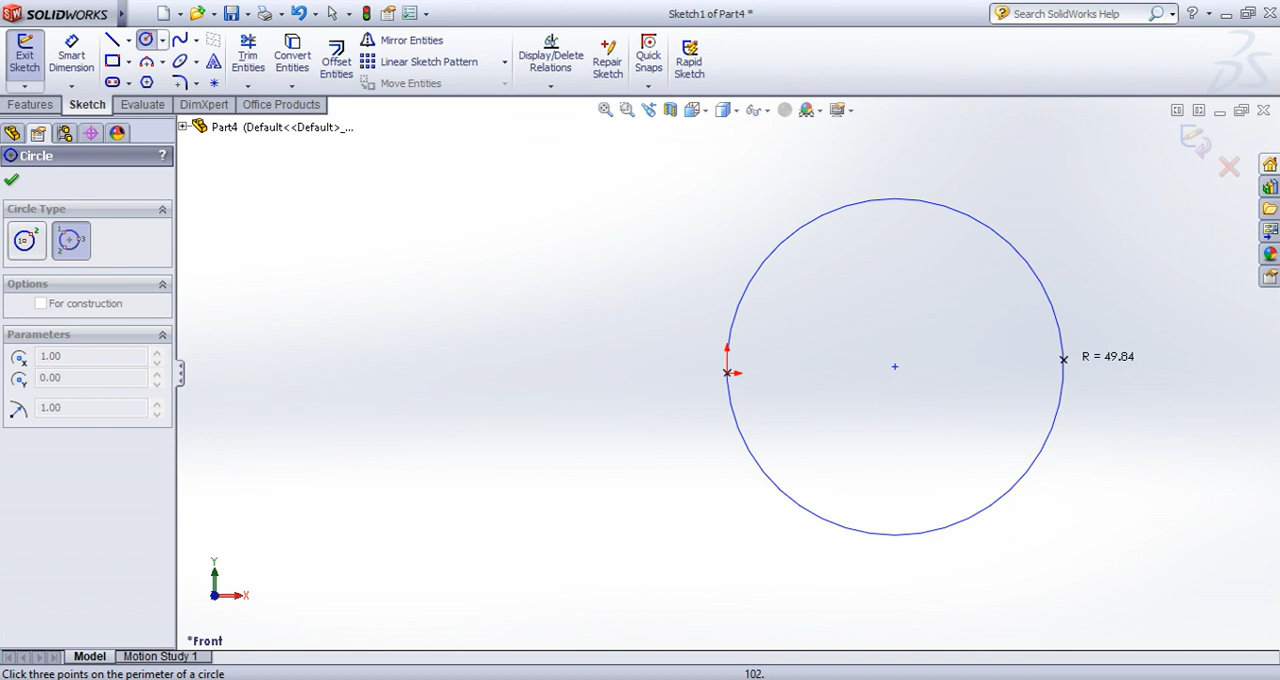 SOLIDWORKS
Sketch1 of Part4 *
Search SolidWorks Help
Exit Sketch
Smart Dimension
Trim Entities
Convert Entities
Offset Entities
Mirror Entities
Linear Sketch Pattern
Move Entities
Display/Delete Relations
Repair Sketch
Quick Snaps
Rapid Sketch
Features
Sketch
Evaluate
DimXpert
Office Products
Part4 (Default<<Default>_...
Circle
?
Circle Type
Options
For construction
Parameters
1.00
0.00
1.00
R = 49.84
Y
X
*Front
Model
Motion Study 1
Click three points on the perimeter of a circle
102.